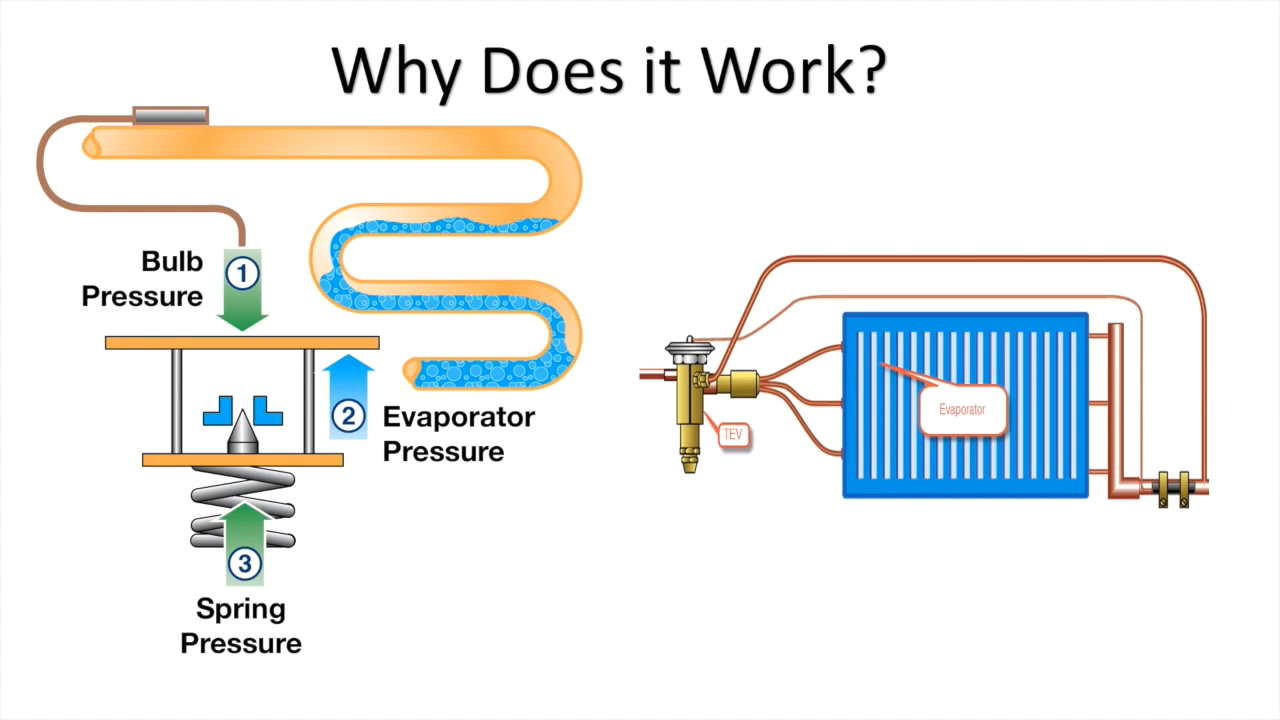 Why Does it Work?
Bulb
Pressure
1
2
Evaporator
Pressure
3
Spring
Pressure
TEV
Evaporator